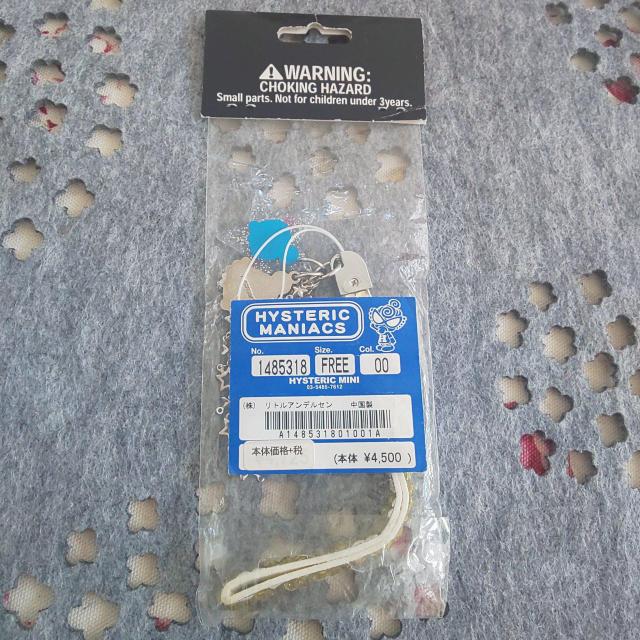 WARNING:
CHOKING HAZARD
Small parts. Not for children under 3years.
HYSTERIC
MANIACS
No. Size. Col.
1485318 FREE 00
HYSTERIC MINI
03-5485-7612
(株) リトルアンデルセン 中国製
A148531801001A
本体価格+税
(本体 ¥4,500 )